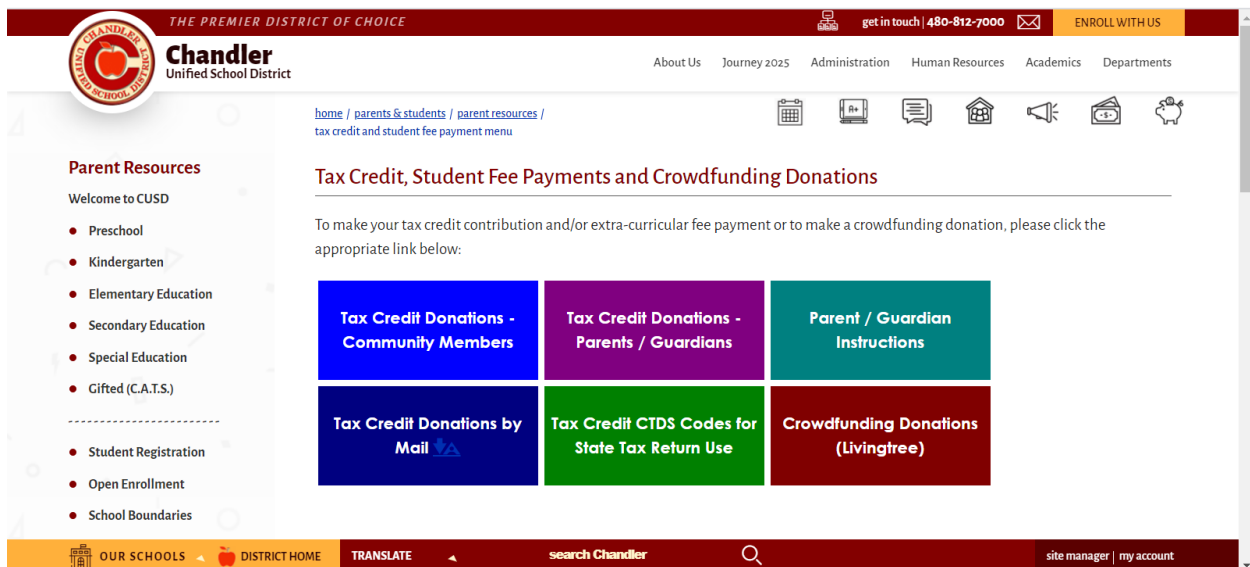 THE PREMIER DISTRICT OF CHOICE
get in touch | 480-812-7000
ENROLL WITH US
CHANDLER UNIFIED SCHOOL DISTRICT
Chandler
Unified School District
About Us Journey 2025 Administration Human Resources Academics Departments
home / parents & students / parent resources /
tax credit and student fee payment menu
A+
-$-
Parent Resources
Welcome to CUSD
Preschool
Kindergarten
Elementary Education
Secondary Education
Special Education
Gifted (C.A.T.S.)
Student Registration
Open Enrollment
School Boundaries
Tax Credit, Student Fee Payments and Crowdfunding Donations
To make your tax credit contribution and/or extra-curricular fee payment or to make a crowdfunding donation, please click the
appropriate link below:
Tax Credit Donations -
Community Members
Tax Credit Donations -
Parents / Guardians
Parent / Guardian
Instructions
Tax Credit Donations by
Mail
Tax Credit CTDS Codes for
State Tax Return Use
Crowdfunding Donations
(Livingtree)
OUR SCHOOLS DISTRICT HOME TRANSLATE search Chandler site manager | my account